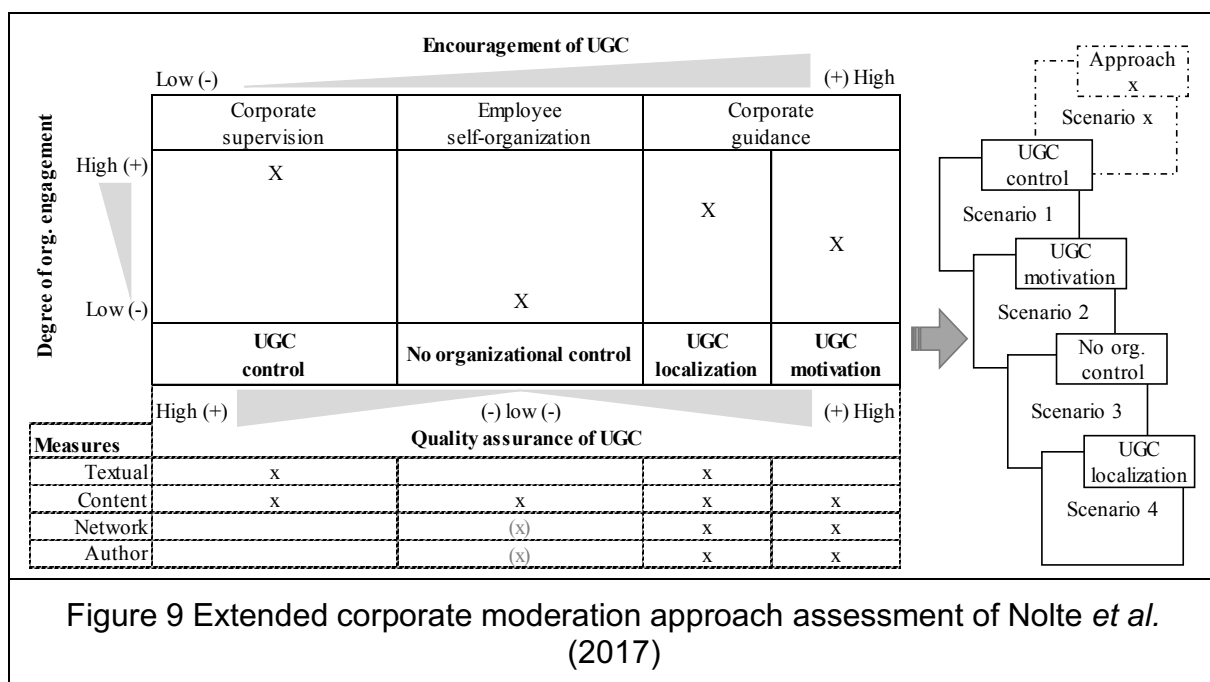 Encouragement of UGC
Low (-) (+) High
Corporate supervision Employee self-organization Corporate guidance
Degree of org. engagement
High (+)
X
X
X
X
Low (-)
UGC control No organizational control UGC localization UGC motivation
High (+) (-) low (-) (+) High
Quality assurance of UGC
Measures
Textual x x
Content x x x x
Network (x) x x
Author (x) x x
Approach
x
Scenario x
UGC
control
Scenario 1
UGC
motivation
Scenario 2
No org.
control
Scenario 3
UGC
localization
Scenario 4
Figure 9 Extended corporate moderation approach assessment of Nolte et al.
(2017)